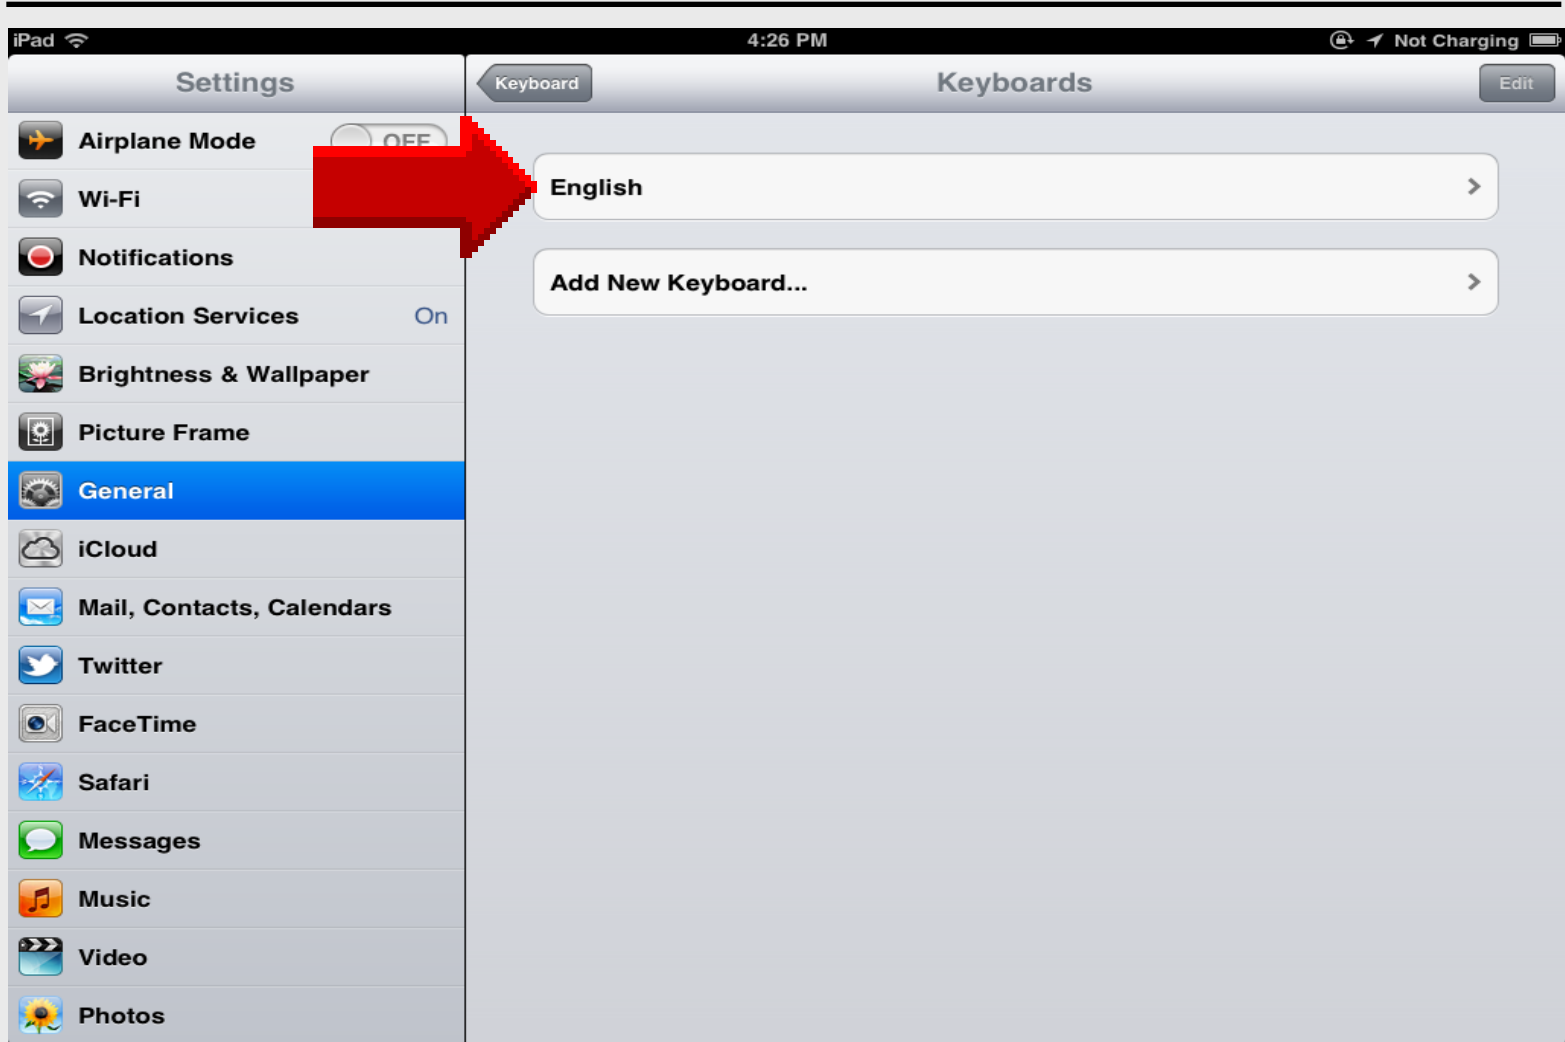 iPad 4:26 PM Not Charging
Settings Keyboard Keyboards Edit
Airplane Mode OFF
English
Wi-Fi
Notifications
Add New Keyboard...
Location Services On
Brightness & Wallpaper
Picture Frame
General
iCloud
Mail, Contacts, Calendars
Twitter
FaceTime
Safari
Messages
Music
Video
Photos